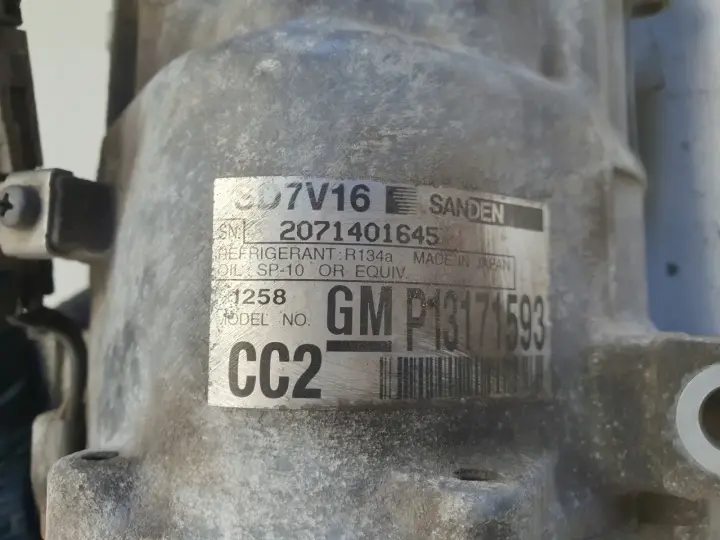 SD7V16 SANDEN
SN. 2071401645
REFRIGERANT: R134a MADE IN JAPAN
OIL: SP-10 OR EQUIV.
1258
MODEL NO. GM P13171593
CC2